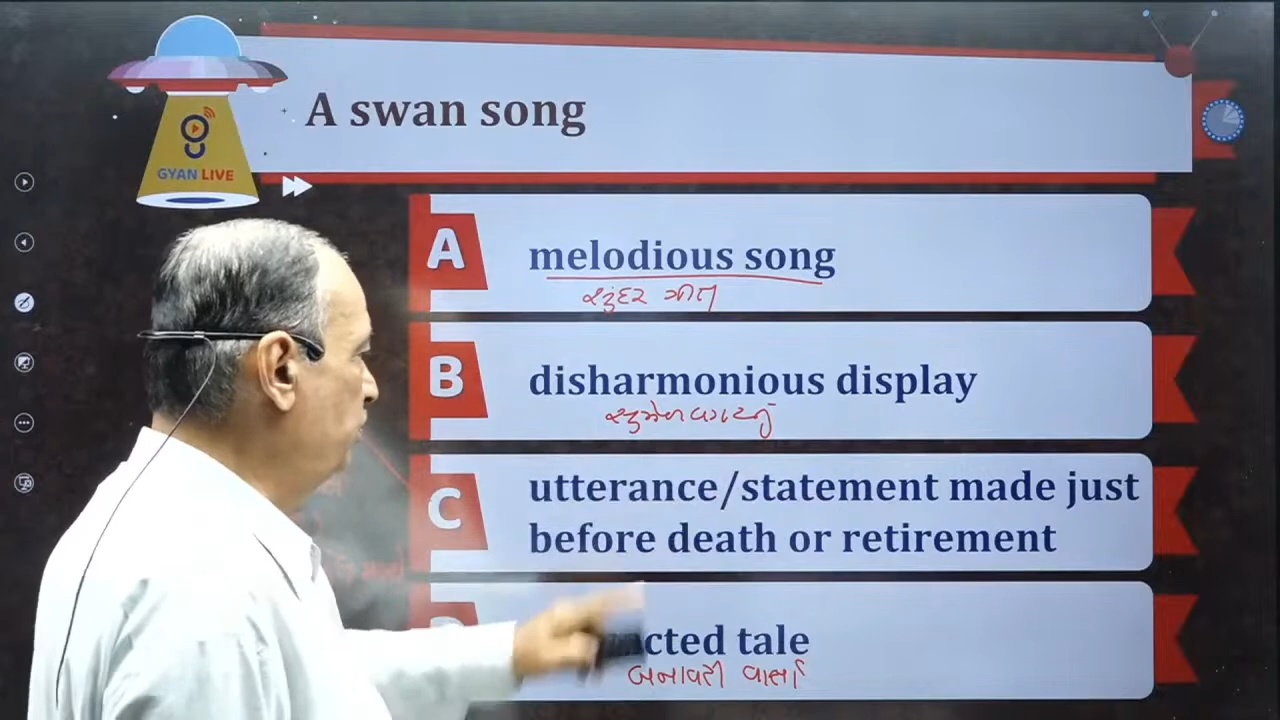 GYAN LIVE
A swan song
A
melodious song
સુંદર ગીત
B
disharmonious display
C
utterance/statement made just
before death or retirement
tale
બનાવટી વાર્તા